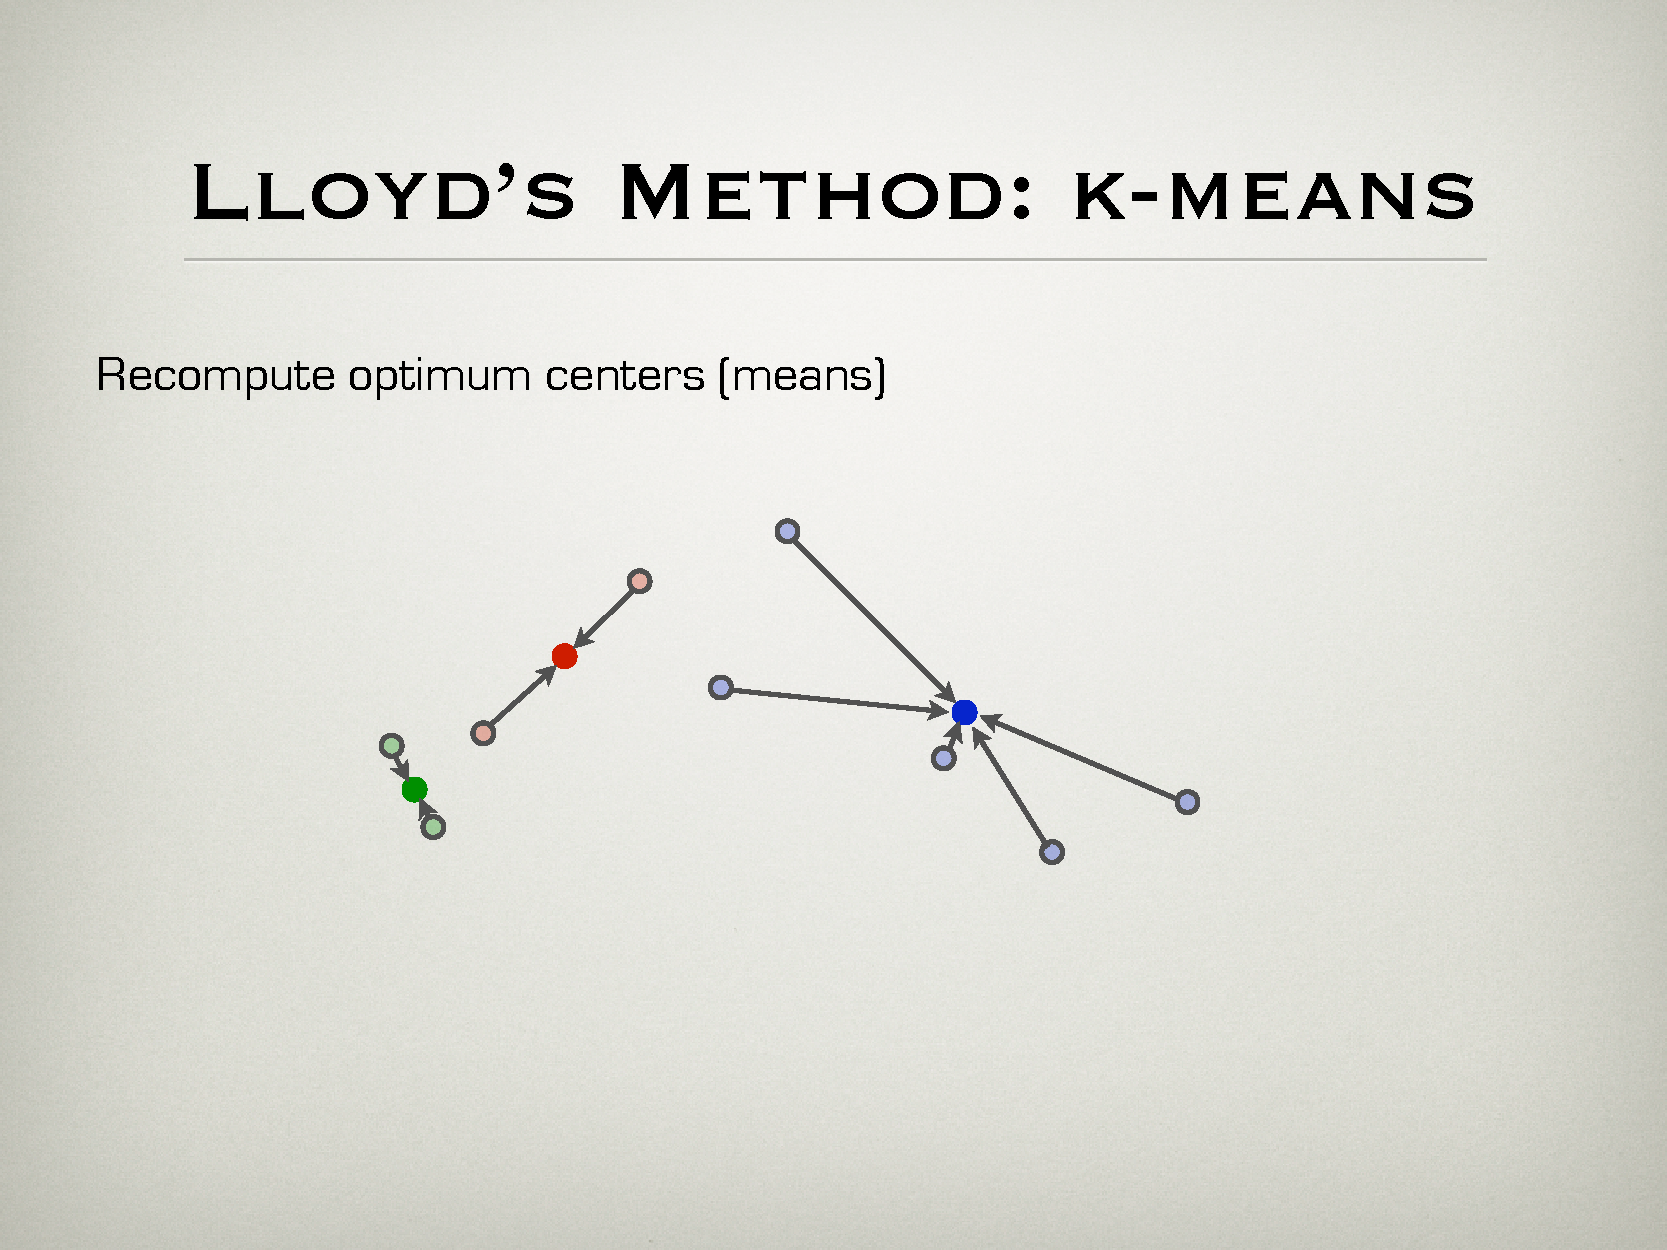 Lloyd’s Method: k-means
Recompute optimum centers (means)